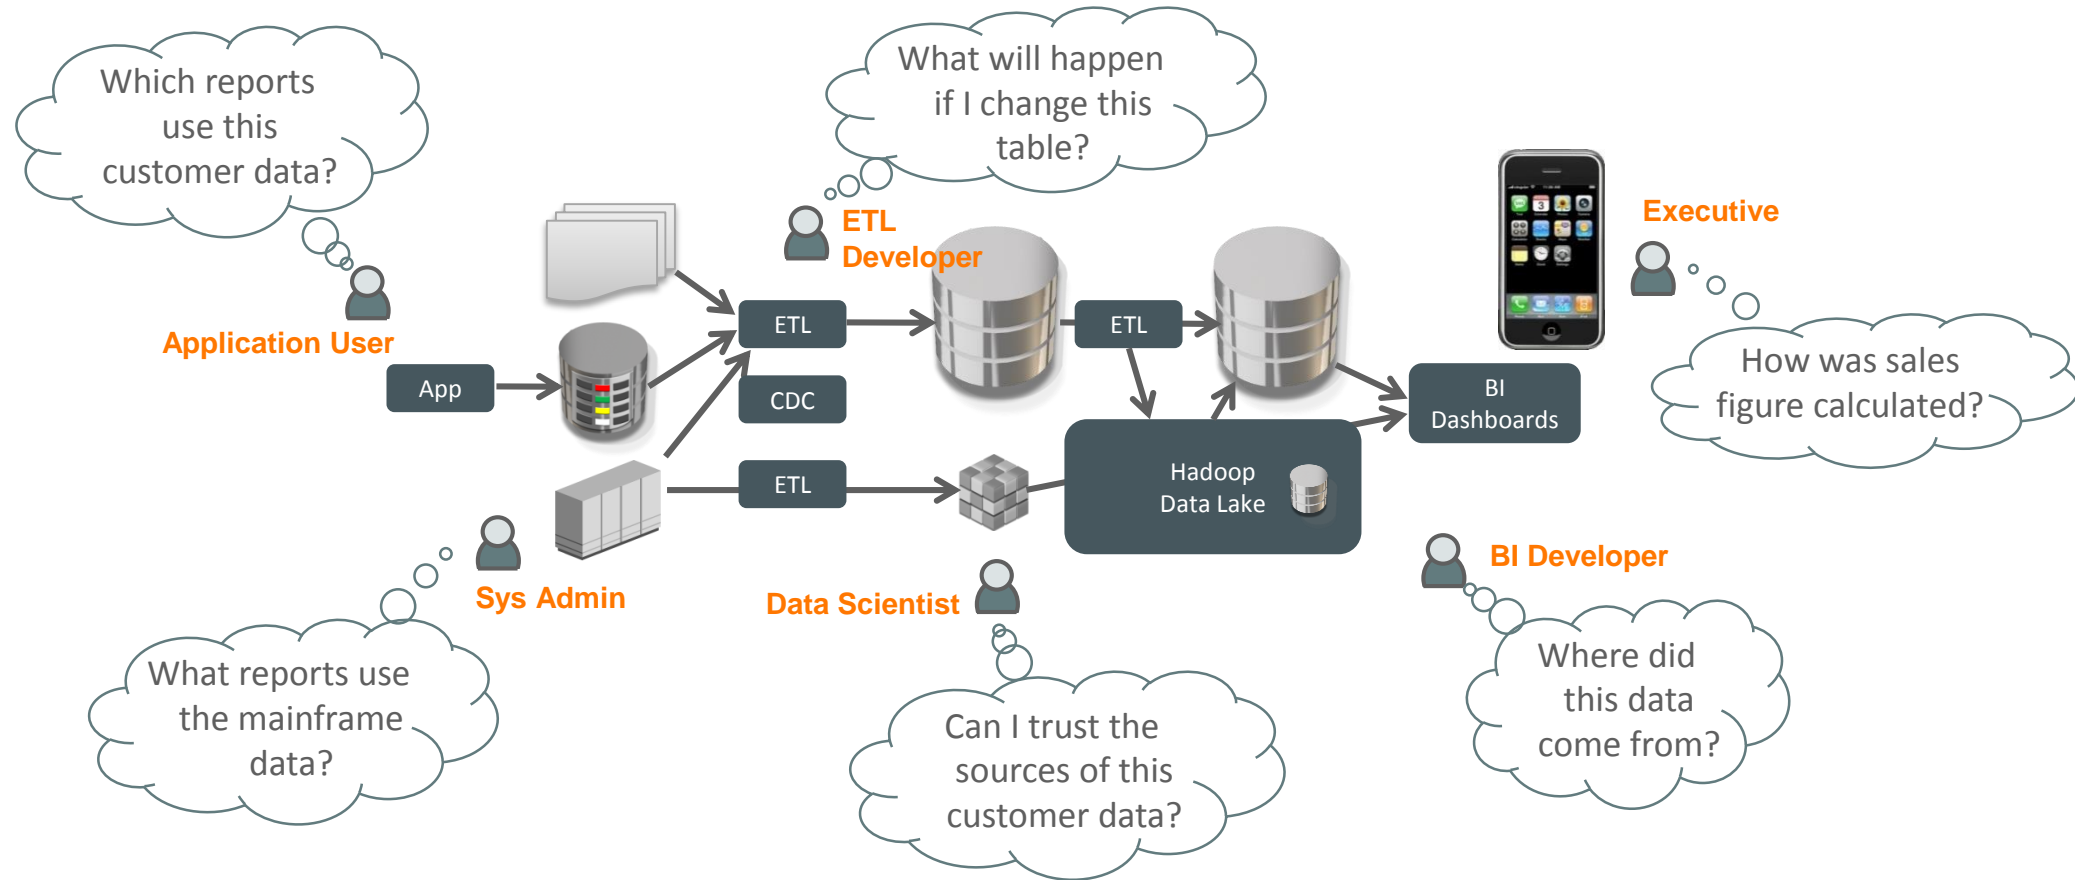 Which reports
use this
customer data?
What will happen
if I change this
table?
ETL
Developer
Executive
Application User
App
ETL
CDC
ETL
ETL
BI
Dashboards
How was sales
figure calculated?
Hadoop
Data Lake
Sys Admin
Data Scientist
BI Developer
What reports use
the mainframe
data?
Can I trust the
sources of this
customer data?
Where did
this data
come from?